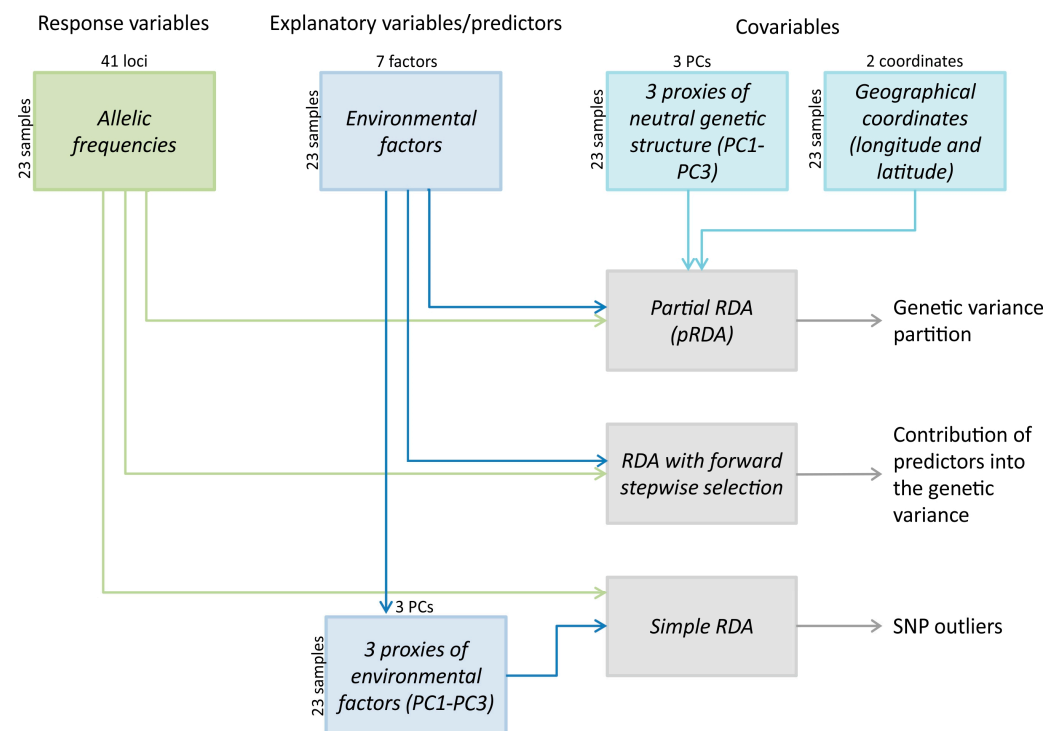 Response variables
Explanatory variables/predictors
Covariables
41 loci
7 factors
3 PCs
2 coordinates
23 samples
Allelic
frequencies
23 samples
Environmental
factors
23 samples
3 proxies of
neutral genetic
structure (PC1-
PC3)
23 samples
Geographical
coordinates
(longitude and
latitude)
Partial RDA
(pRDA)
Genetic variance
partition
RDA with forward
stepwise selection
Contribution of
predictors into
the genetic
variance
3 PCs
23 samples
3 proxies of
environmental
factors (PC1-PC3)
Simple RDA
SNP outliers